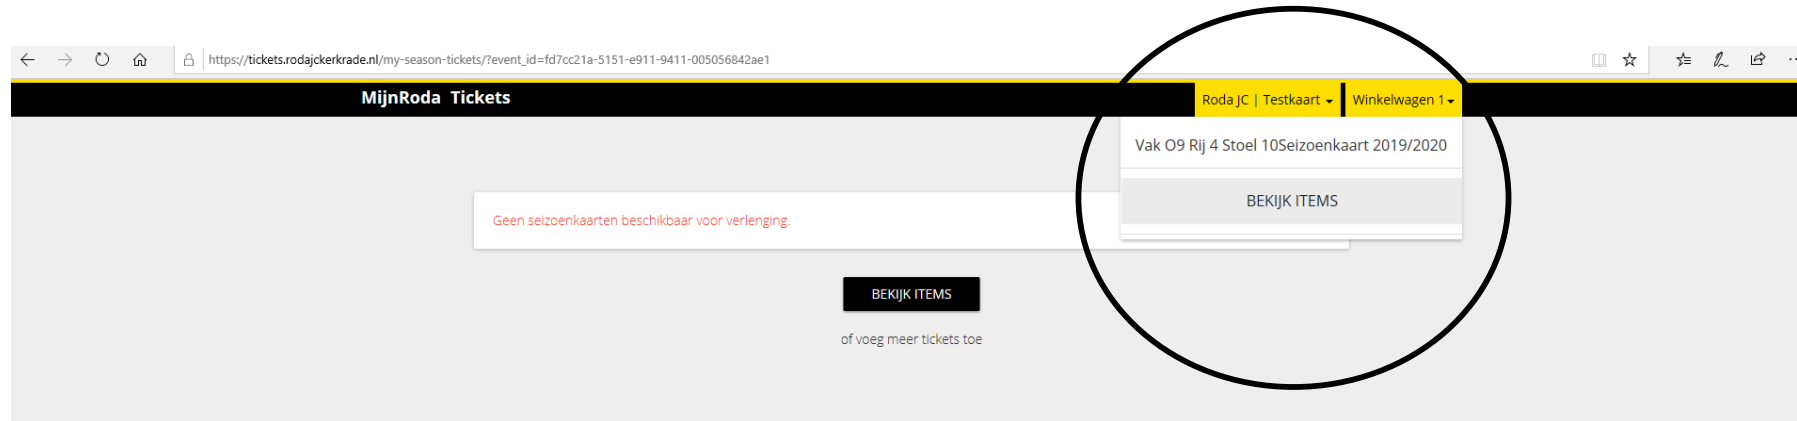 https://tickets.rodajckerkrade.nl/my-season-tickets/?event_id=fd7cc21a-5151-e911-9411-005056842ae1
MijnRoda Tickets
Roda JC | Testkaart
Winkelwagen 1
Vak O9 Rij 4 Stoel 10Seizoenkaart 2019/2020
BEKIJK ITEMS
Geen seizoenkaarten beschikbaar voor verlenging.
BEKIJK ITEMS
of voeg meer tickets toe